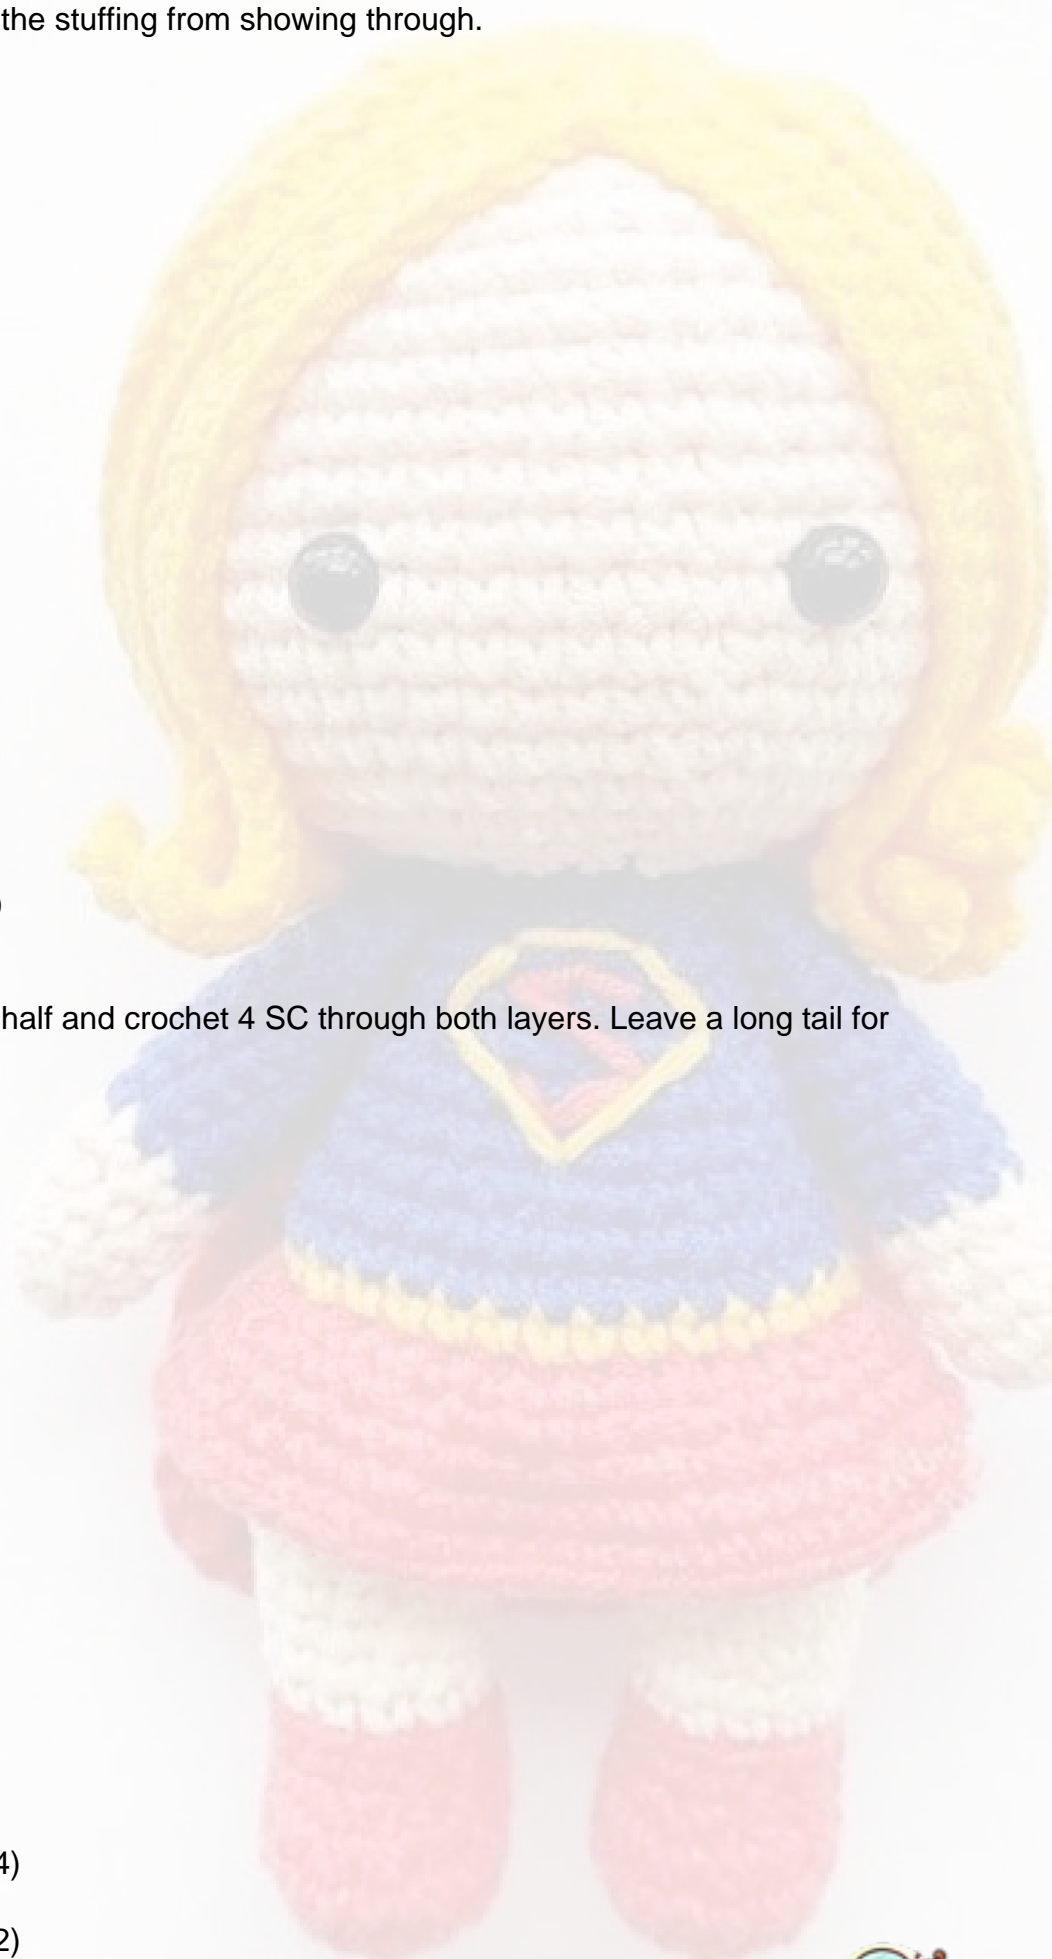 the stuffing from showing through.
)
half and crochet 4 SC through both layers. Leave a long tail for
S
4)
2)